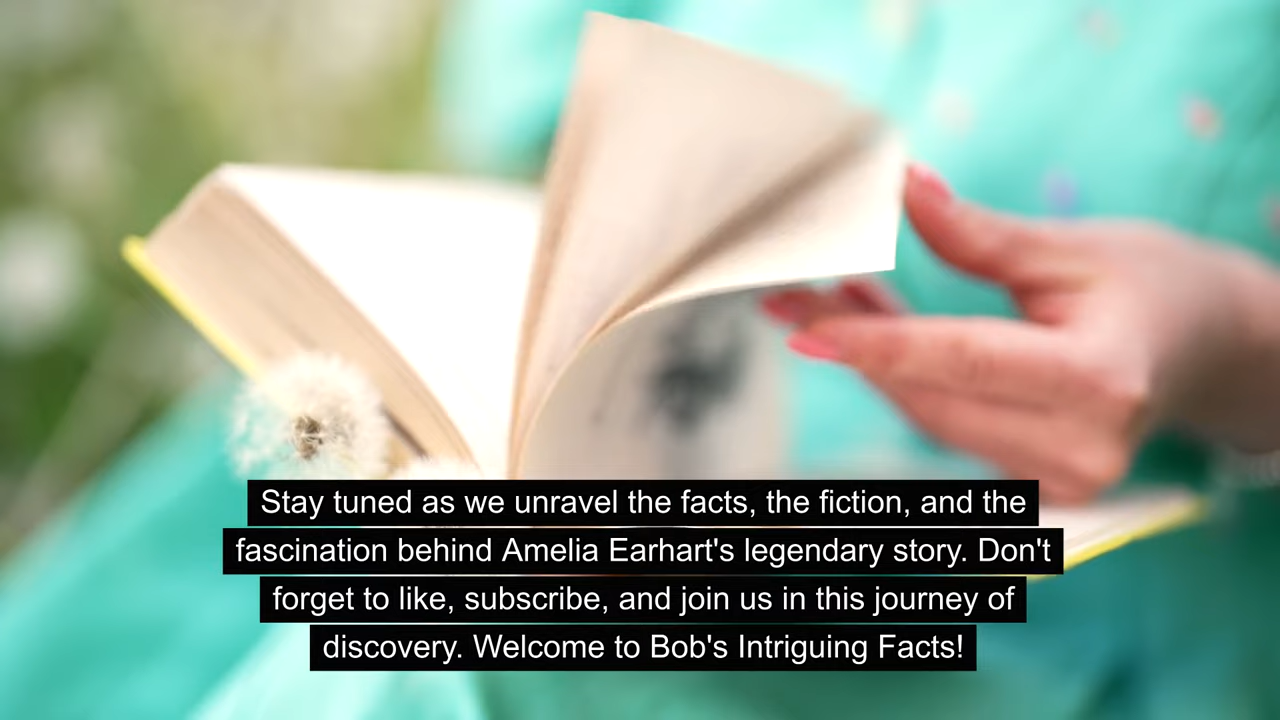 Stay tuned as we unravel the facts, the fiction, and the
fascination behind Amelia Earhart's legendary story. Don't
forget to like, subscribe, and join us in this journey of
discovery. Welcome to Bob's Intriguing Facts!